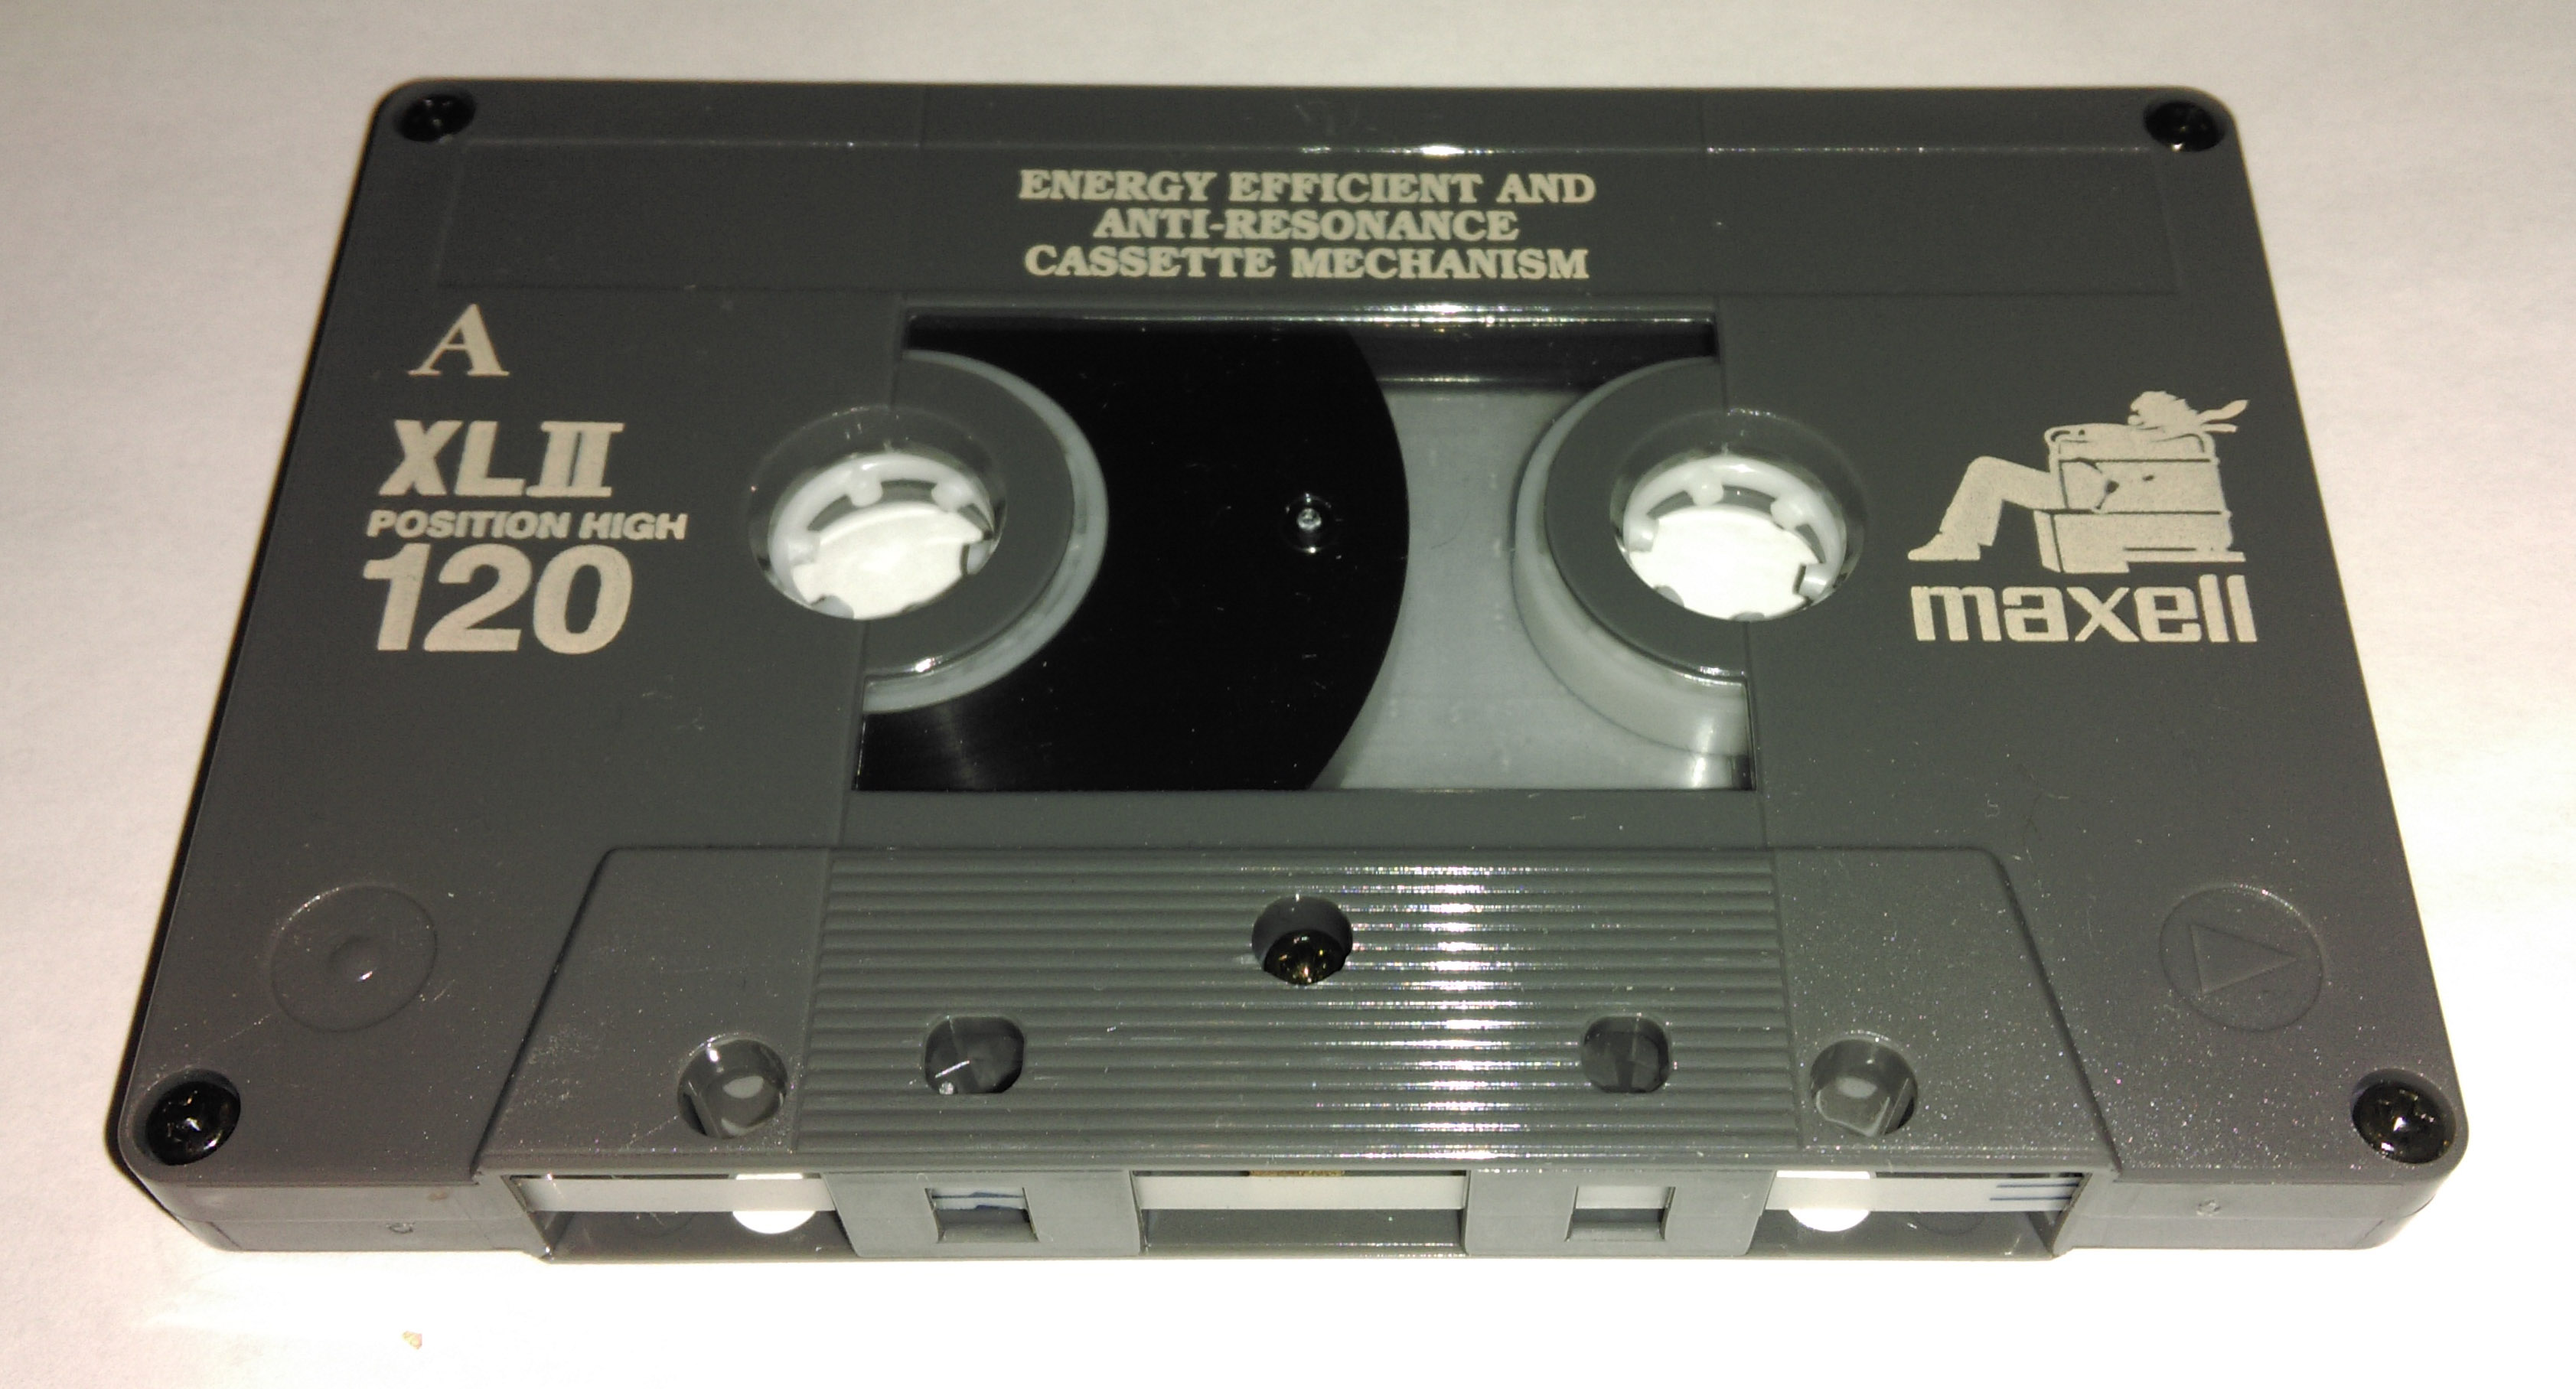 ENERGY EFFICIENT AND
ANTI-RESONANCE
CASSETTE MECHANISM
A
XLII
POSITION HIGH
120
maxell